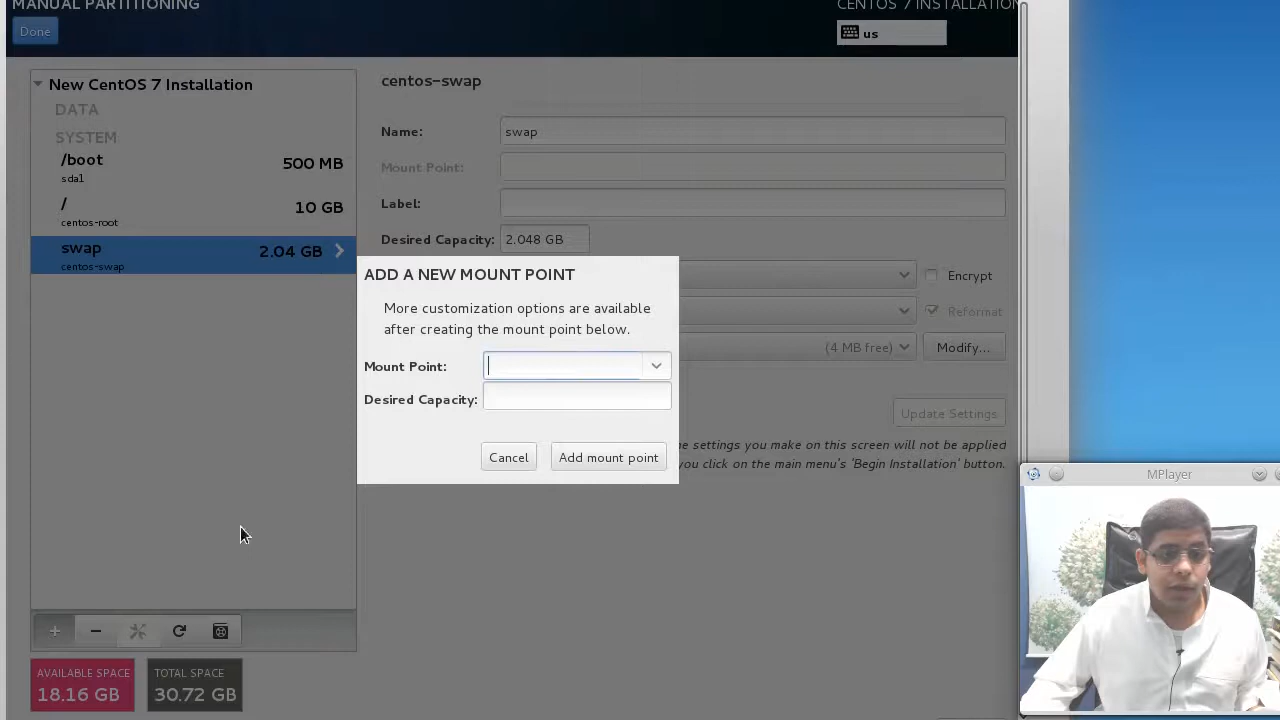 MANUAL PARTITIONING
CENTOS 7 INSTALLATION
Done
us
New CentOS 7 Installation
DATA
SYSTEM
/boot
500 MB
sda1
/
10 GB
centos-root
swap
2.04 GB
centos-swap
centos-swap
Name:
swap
Mount Point:
Label:
Desired Capacity:
2.048 GB
Encrypt
Reformat
(4 MB free)
Modify...
Update Settings
e settings you make on this screen will not be applied
you click on the main menu's 'Begin Installation' button.
ADD A NEW MOUNT POINT
More customization options are available
after creating the mount point below.
Mount Point:
Desired Capacity:
Cancel
Add mount point
AVAILABLE SPACE
18.16 GB
TOTAL SPACE
30.72 GB
MPlayer